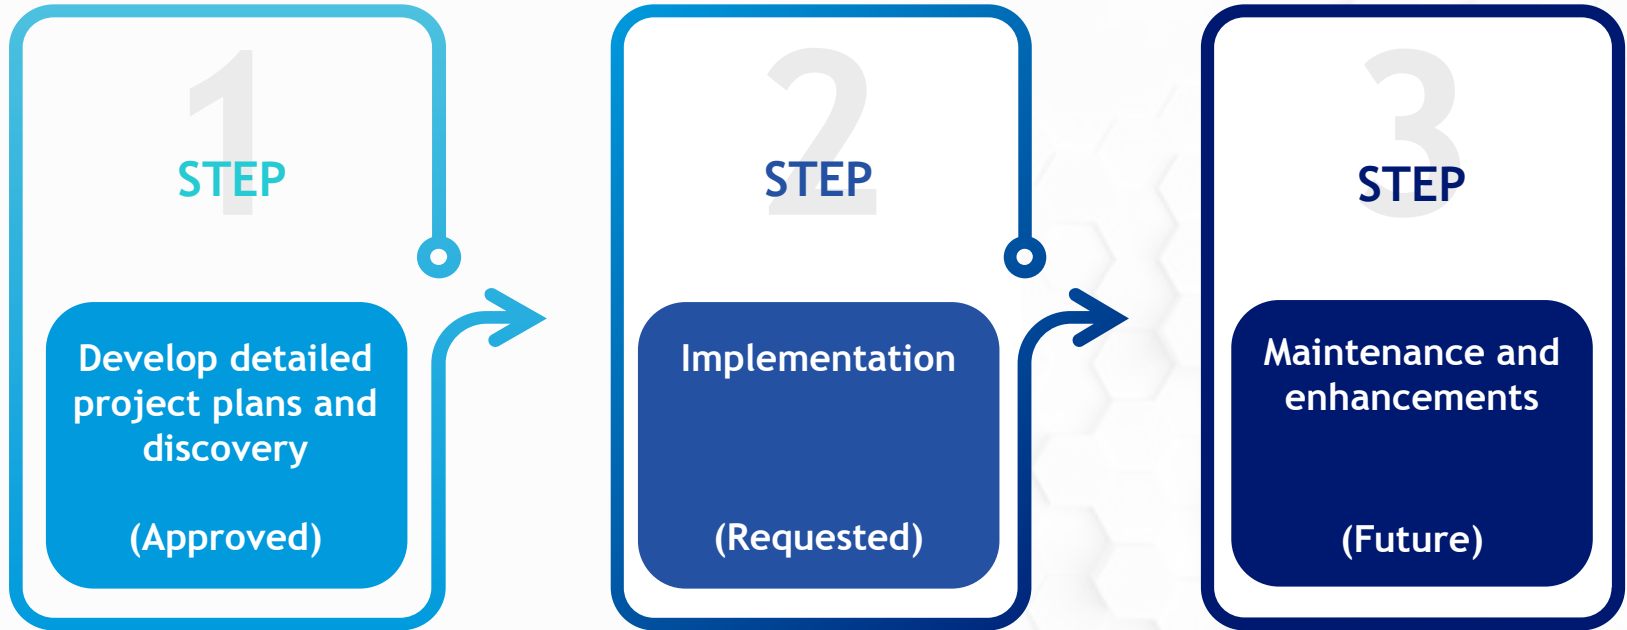 1
STEP
Develop detailed
project plans and
discovery
(Approved)
2
STEP
Implementation
(Requested)
3
STEP
Maintenance and
enhancements
(Future)